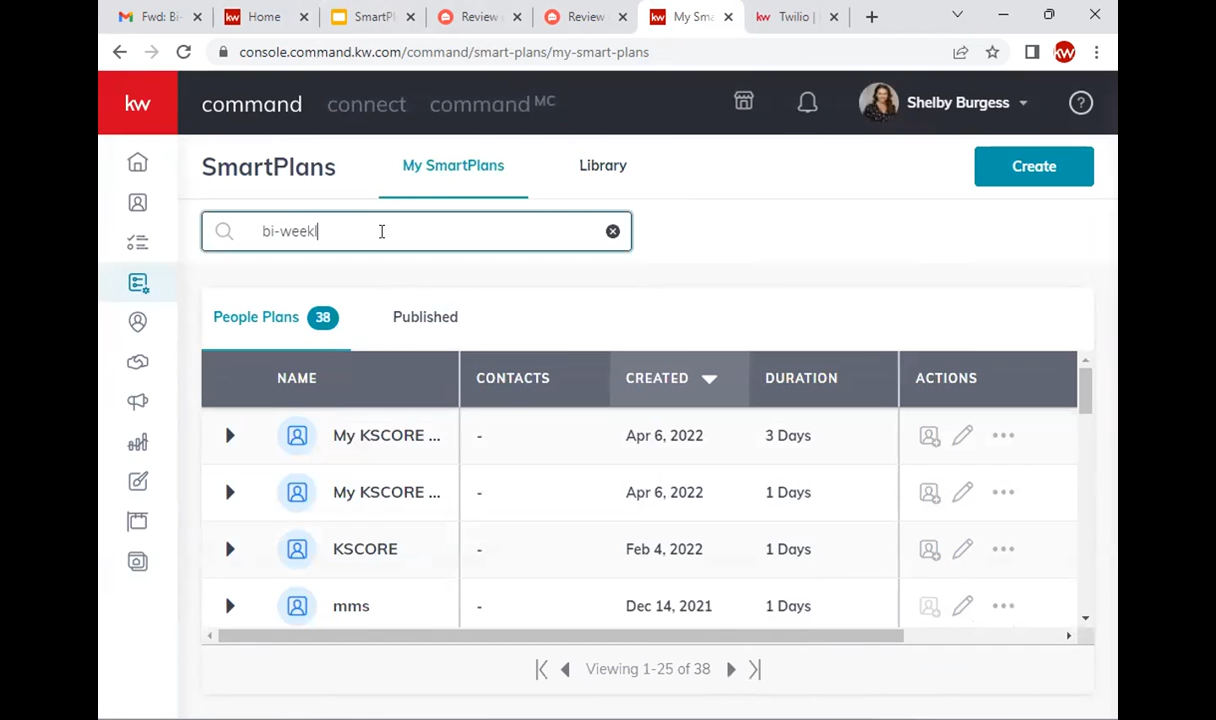 Fwd: Bi-
Home
SmartPl
Review
Review
My Sma
Twilio |
console.command.kw.com/command/smart-plans/my-smart-plans
kw
kw
command
connect
command MC
Shelby Burgess
?
SmartPlans
My SmartPlans
Library
Create
bi-weekl
People Plans 38
Published
NAME CONTACTS CREATED DURATION ACTIONS
My KSCORE ... - Apr 6, 2022 3 Days
My KSCORE ... - Apr 6, 2022 1 Days
KSCORE - Feb 4, 2022 1 Days
mms - Dec 14, 2021 1 Days
Viewing 1-25 of 38